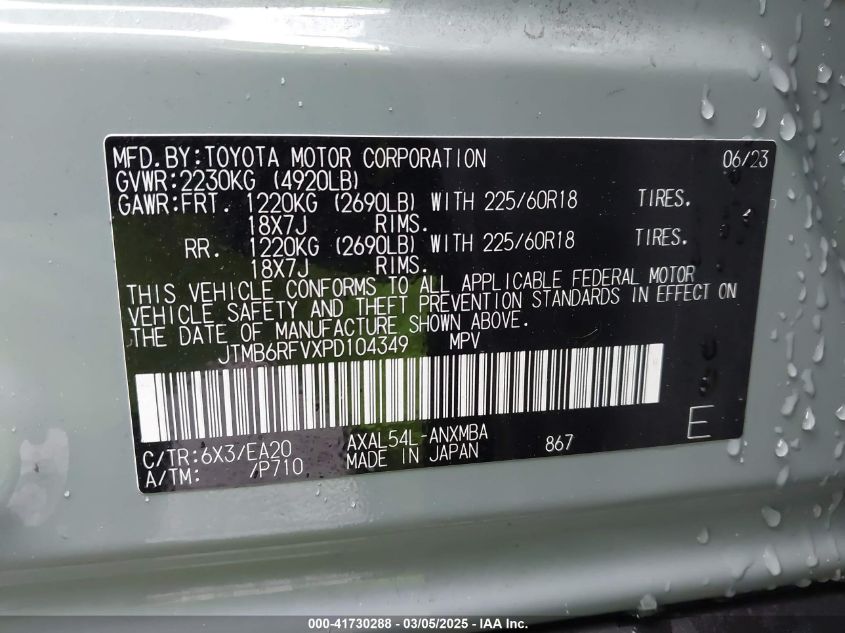 MFD.BY:TOYOTA MOTOR CORPORATION 06/23
GVWR:2230KG (4920LB)
GAWR:FRT. 1220KG (2690LB) WITH 225/60R18 TIRES.
18X7J RIMS.
RR. 1220KG (2690LB) WITH 225/60R18 TIRES.
18X7J RIMS.
THIS VEHICLE CONFORMS TO ALL APPLICABLE FEDERAL MOTOR
VEHICLE SAFETY AND THEFT PREVENTION STANDARDS IN EFFECT ON
THE DATE OF MANUFACTURE SHOWN ABOVE.
JTMB6RFVXPD104349 MPV
C/TR:6X3/EA20 AXAL54L-ANXMBA 867 E
A/TM: /P710 MADE IN JAPAN
000-41730288 - 03/05/2025 - IAA Inc.